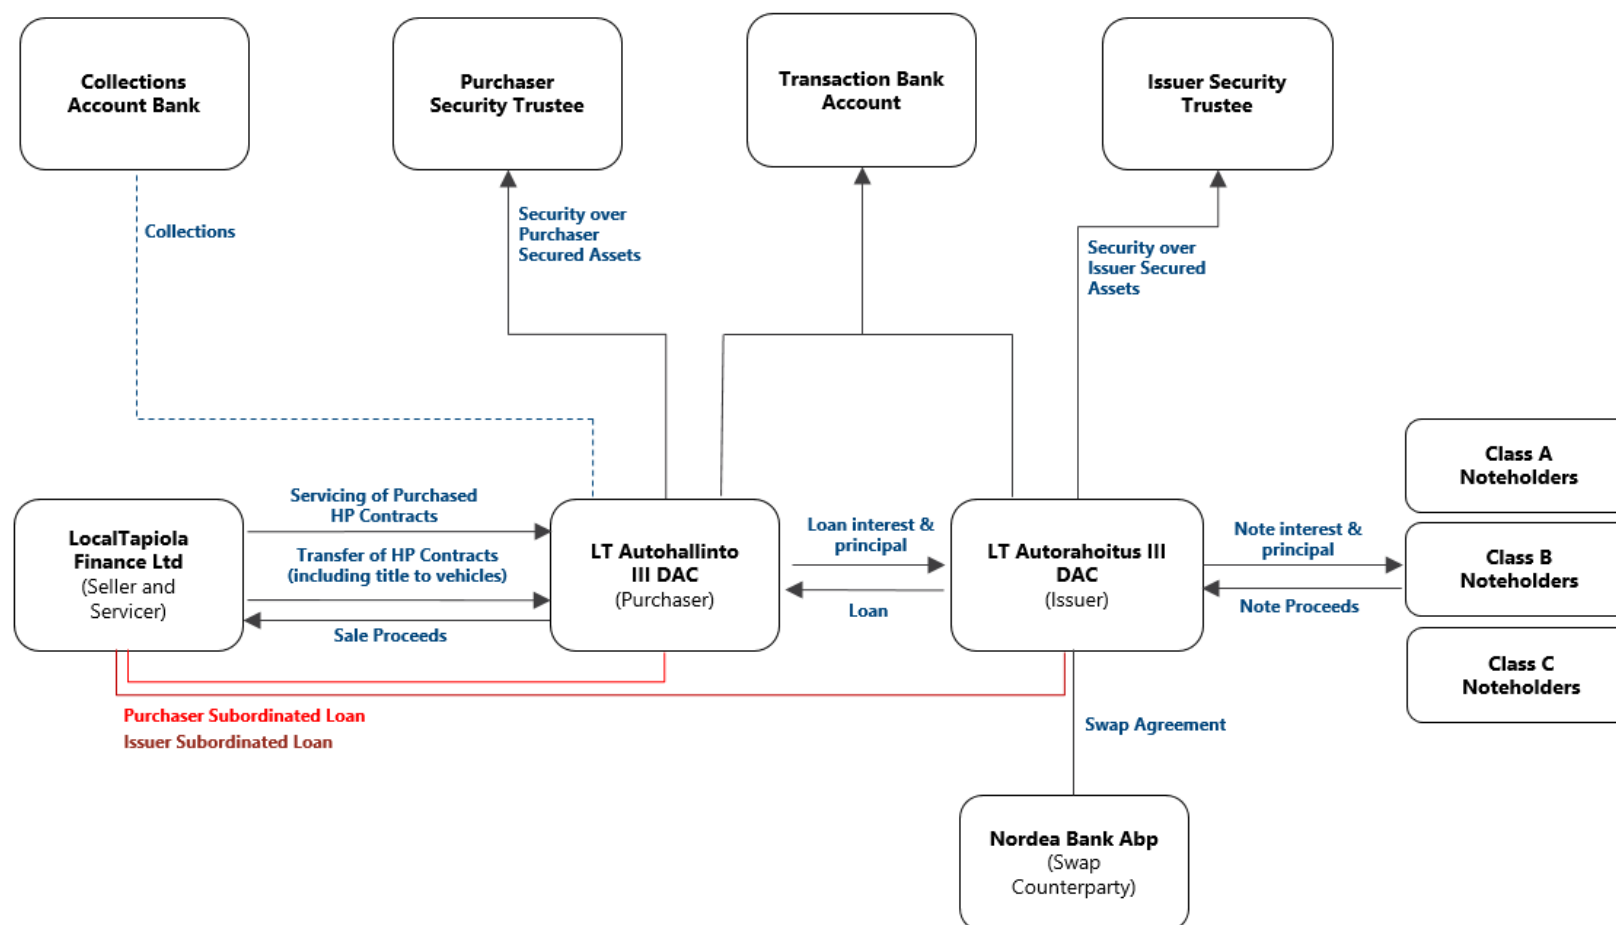 Collections
Account Bank
Purchaser
Security Trustee
Transaction Bank
Account
Issuer Security
Trustee
Collections
Security over
Purchaser
Secured Assets
Security over
Issuer Secured
Assets
Servicing of Purchased
HP Contracts
Transfer of HP Contracts
(including title to vehicles)
Sale Proceeds
LocalTapiola
Finance Ltd
(Seller and
Servicer)
LT Autohallinto
III DAC
(Purchaser)
Loan interest &
principal
Loan
LT Autorahoitus III
DAC
(Issuer)
Note interest &
principal
Note Proceeds
Class A
Noteholders
Class B
Noteholders
Class C
Noteholders
Purchaser Subordinated Loan
Issuer Subordinated Loan
Swap Agreement
Nordea Bank Abp
(Swap
Counterparty)